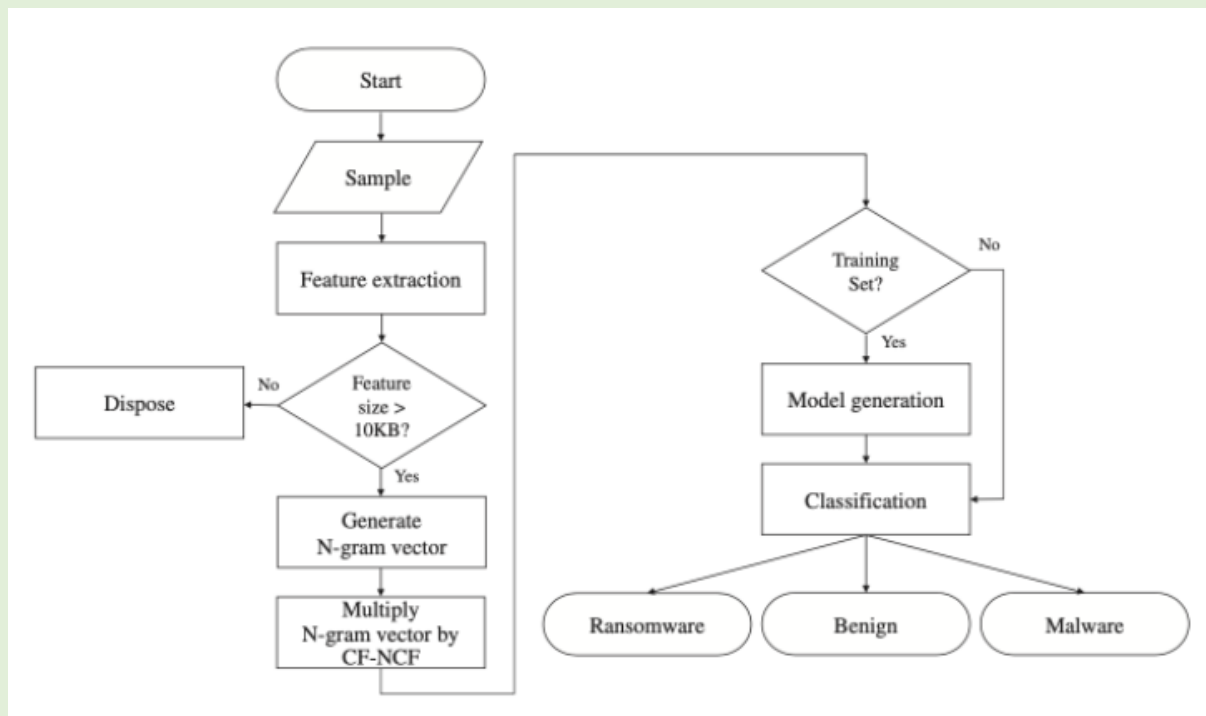 Start
Sample
Feature extraction
Feature
size >
10KB?
No
Dispose
Yes
Generate
N-gram vector
Multiply
N-gram vector by
CF-NCF
Training
Set?
No
Yes
Model generation
Classification
Ransomware
Benign
Malware